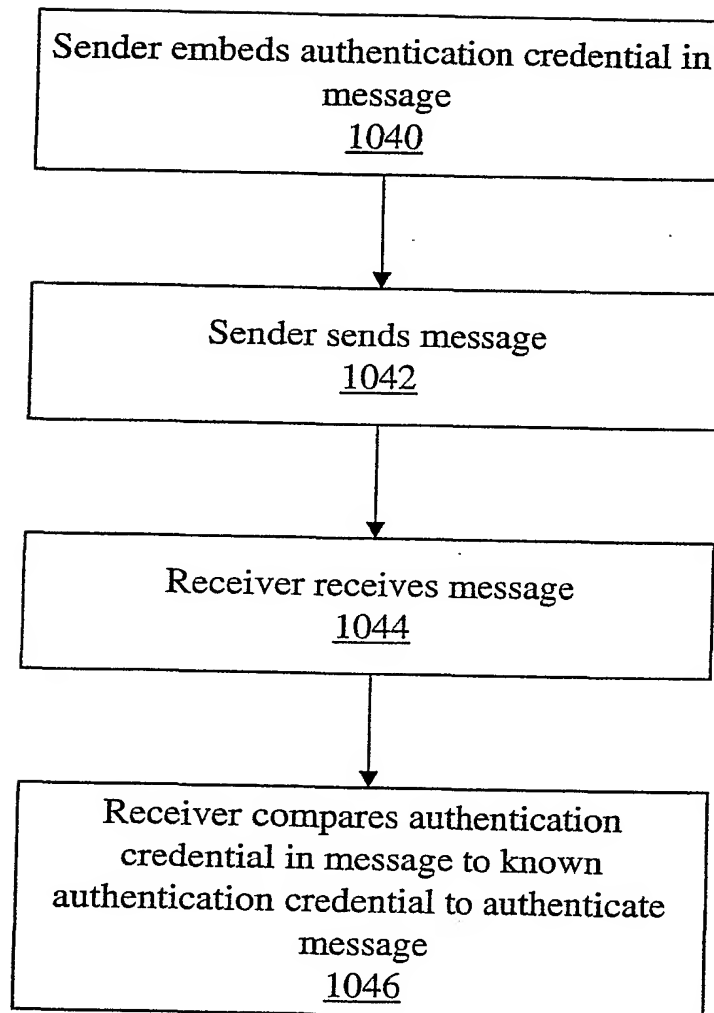 Sender embeds authentication credential in
message
1040
Sender sends message
1042
Receiver receives message
1044
Receiver compares authentication
credential in message to known
authentication credential to authenticate
message
1046